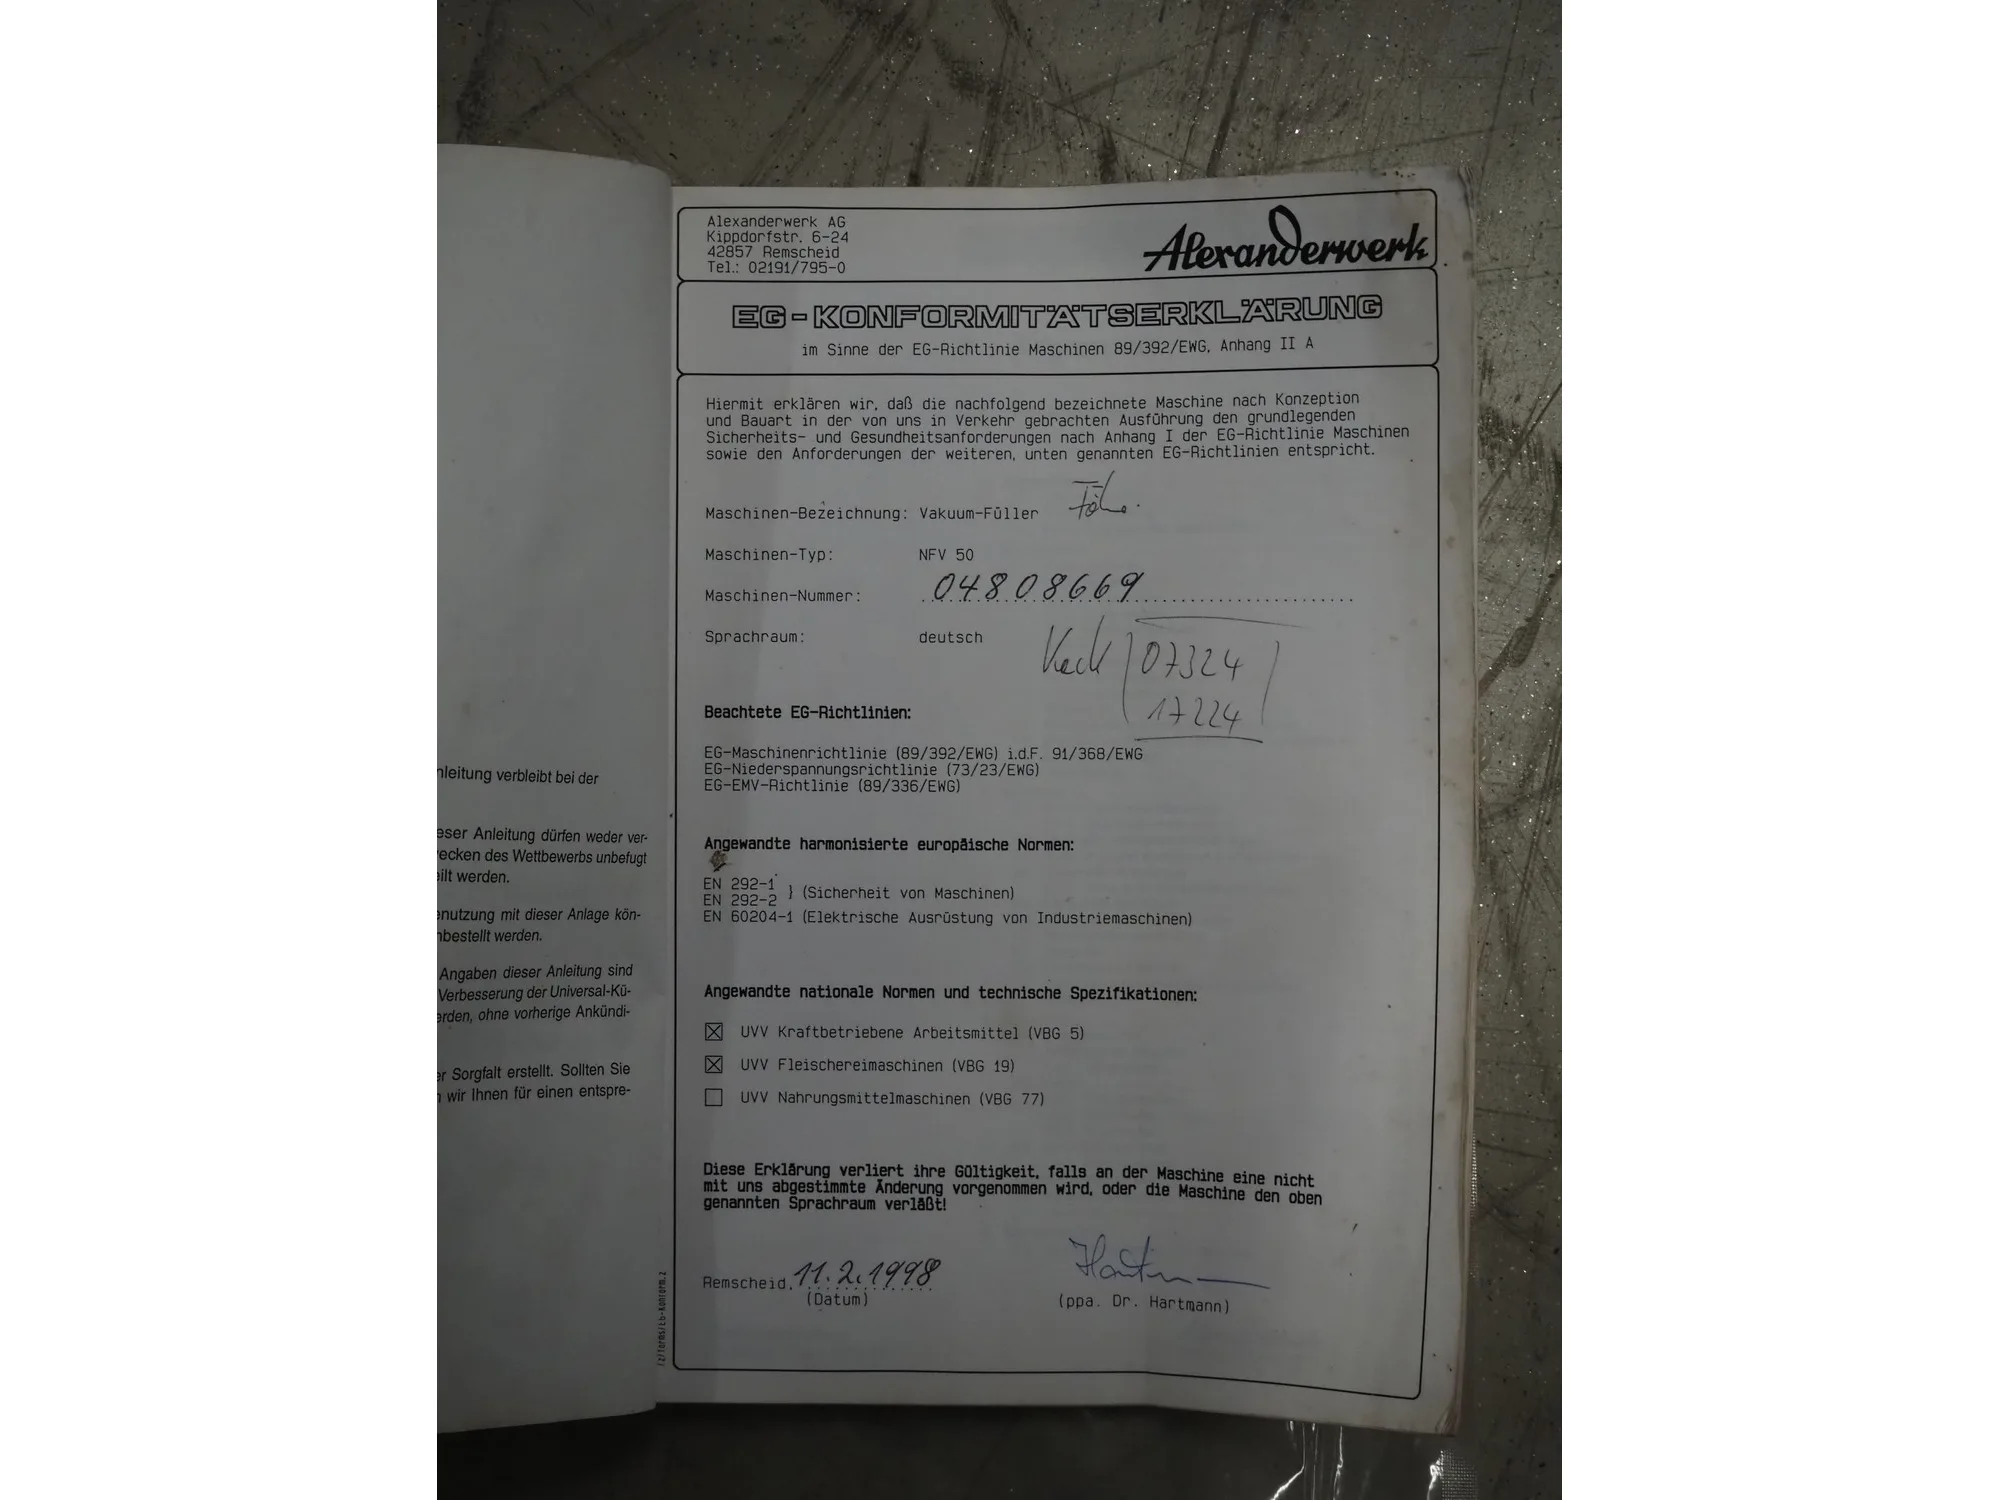 nleitung verbleibt bei der
eser Anleitung dürfen weder ver-
ecken des Wettbewerbs unbefugt
eilt werden.
enutzung mit dieser Anlage kön-
bestellt werden.
Angaben dieser Anleitung sind
Verbesserung der Universal-Kü-
erden, ohne vorherige Ankündi-
er Sorgfalt erstellt. Sollten Sie
wir Ihnen für einen entspre-
Alexanderwerk AG
Kippdorfstr. 6-24
42857 Remscheid
Tel.: 02191/795-0
Alexanderwerk
EG-KONFORMITÄTSERKLÄRUNG
im Sinne der EG-Richtlinie Maschinen 89/392/EWG, Anhang II A
Hiermit erklären wir, daß die nachfolgend bezeichnete Maschine nach Konzeption
und Bauart in der von uns in Verkehr gebrachten Ausführung den grundlegenden
Sicherheits- und Gesundheitsanforderungen nach Anhang I der EG-Richtlinie Maschinen
sowie den Anforderungen der weiteren, unten genannten EG-Richtlinien entspricht.
Maschinen-Bezeichnung: Vakuum-Füller
Maschinen-Typ: NFV 50
Maschinen-Nummer: 04808669
Sprachraum: deutsch
07324
17224
Beachtete EG-Richtlinien:
EG-Maschinenrichtlinie (89/392/EWG) i.d.F. 91/368/EWG
EG-Niederspannungsrichtlinie (73/23/EWG)
EG-EMV-Richtlinie (89/336/EWG)
Angewandte harmonisierte europäische Normen:
EN 292-1
EN 292-2 } (Sicherheit von Maschinen)
EN 60204-1 (Elektrische Ausrüstung von Industriemaschinen)
Angewandte nationale Normen und technische Spezifikationen:
☒ UVV Kraftbetriebene Arbeitsmittel (VBG 5)
☒ UVV Fleischereimaschinen (VBG 19)
☐ UVV Nahrungsmittelmaschinen (VBG 77)
Diese Erklärung verliert ihre Gültigkeit, falls an der Maschine eine nicht
mit uns abgestimmte Änderung vorgenommen wird, oder die Maschine den oben
genannten Sprachraum verläßt!
Remscheid, 11.2.1998
(Datum)
(ppa. Dr. Hartmann)